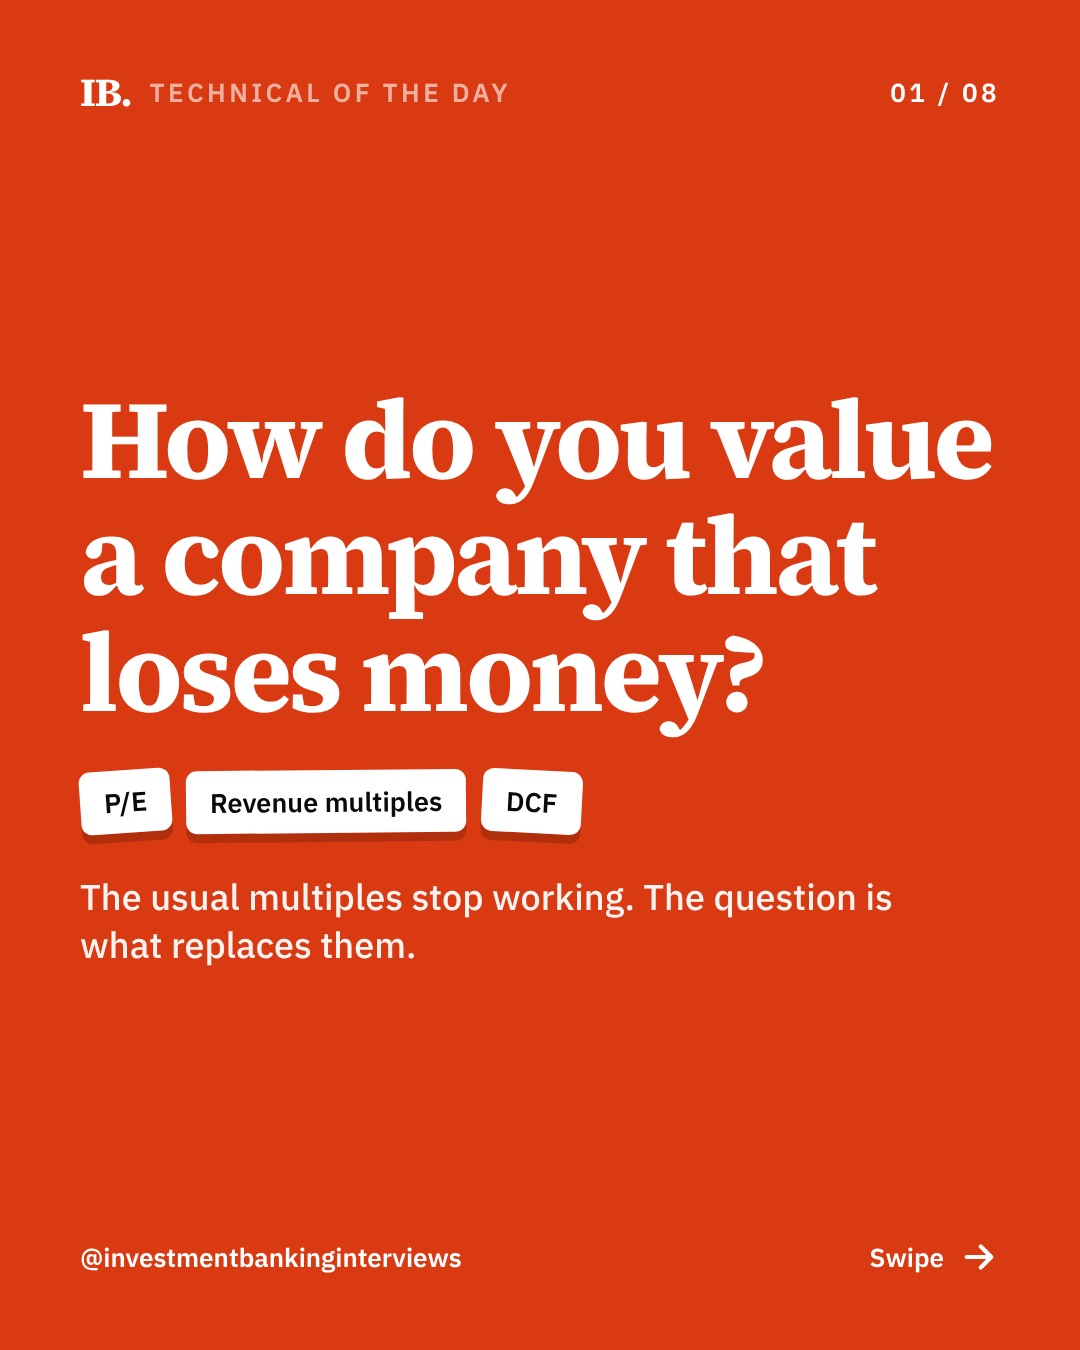 IB. TECHNICAL OF THE DAY
01 / 08
How do you value
a company that
loses money?
P/E
Revenue multiples
DCF
The usual multiples stop working. The question is
what replaces them.
@investmentbankinginterviews
Swipe →